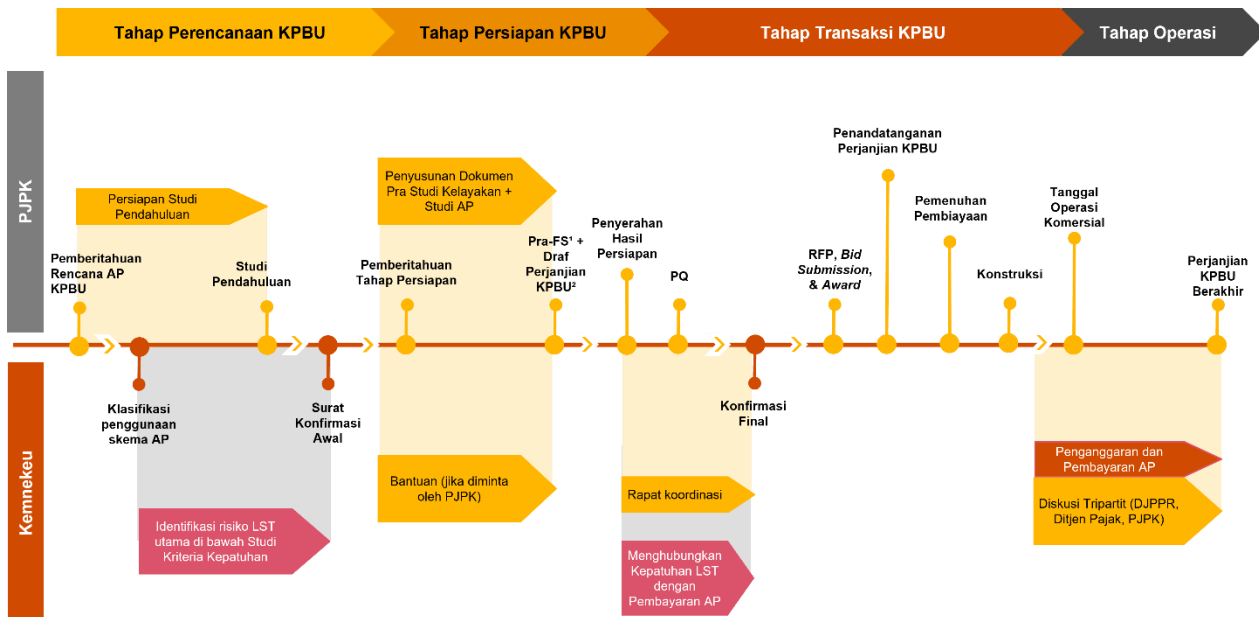 Tahap Perencanaan KPBU
Tahap Persiapan KPBU
Tahap Transaksi KPBU
Tahap Operasi
PJPK
Persiapan Studi
Pendahuluan
Pemberitahuan
Rencana AP
KPBU
Studi
Pendahuluan
Penyusunan Dokumen
Pra Studi Kelayakan +
Studi AP
Pemberitahuan
Tahap Persiapan
Pra-FS¹ +
Draf
Perjanjian
KPBU²
Penyerahan
Hasil
Persiapan
PQ
RFP, Bid
Submission,
& Award
Penandatanganan
Perjanjian KPBU
Pemenuhan
Pembiayaan
Konstruksi
Tanggal
Operasi
Komersial
Perjanjian
KPBU
Berakhir
Kemnekeu
Klasifikasi
penggunaan
skema AP
Surat
Konfirmasi
Awal
Identifikasi risiko LST
utama di bawah Studi
Kriteria Kepatuhan
Bantuan (jika diminta
oleh PJPK)
Konfirmasi
Final
Rapat koordinasi
Menghubungkan
Kepatuhan LST
dengan
Pembayaran AP
Penganggaran dan
Pembayaran AP
Diskusi Tripartit (DJPPR,
Ditjen Pajak, PJPK)